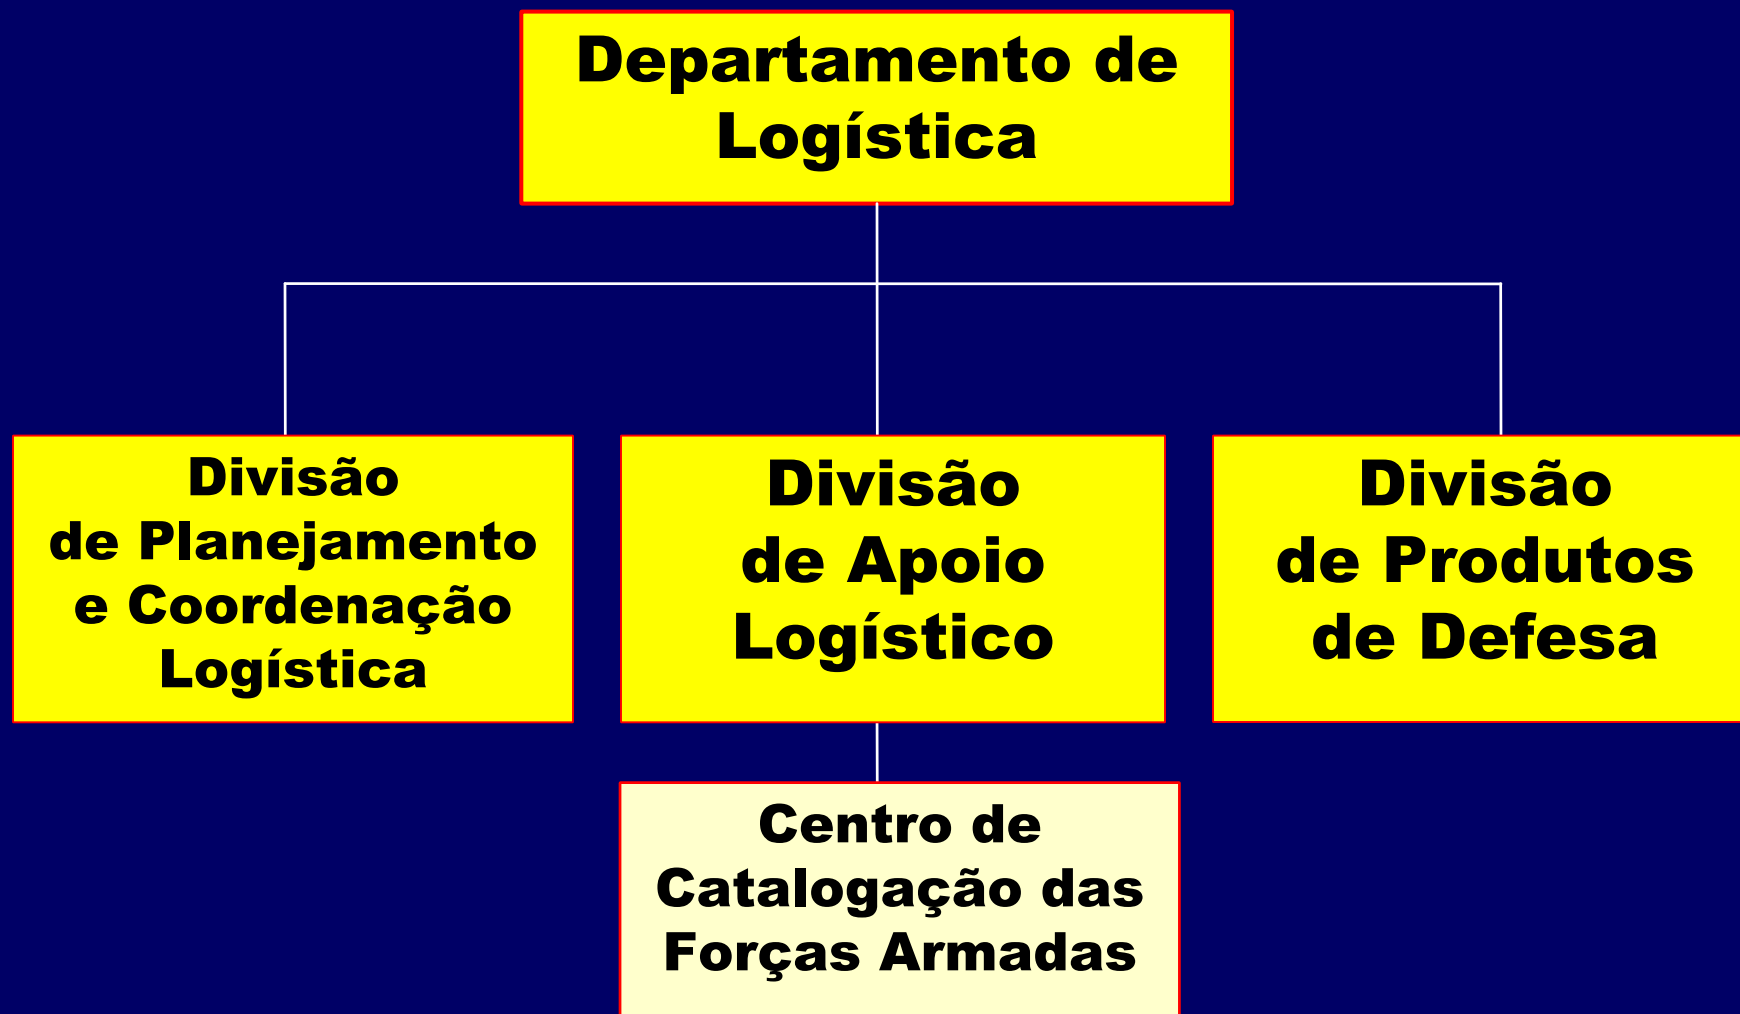 Departamento de
Logística
Divisão
de Planejamento
e Coordenação
Logística
Divisão
de Apoio
Logístico
Divisão
de Produtos
de Defesa
Centro de
Catalogação das
Forças Armadas